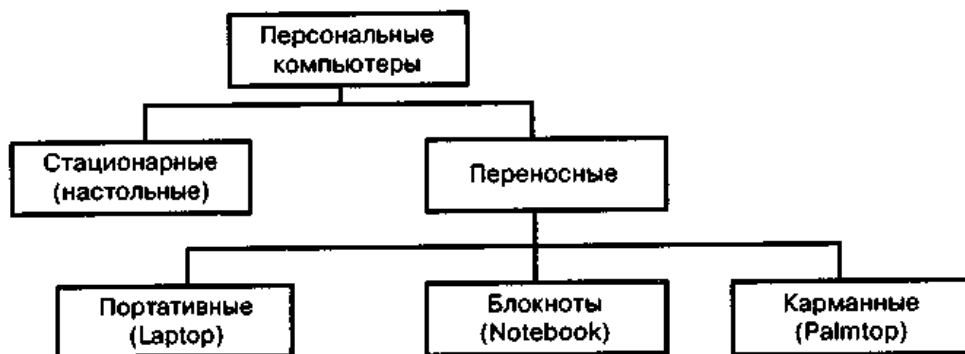 Персональные
компьютеры
Стационарные
(настольные)
Переносные
Портативные
(Laptop)
Блокноты
(Notebook)
Карманные
(Palmtop)